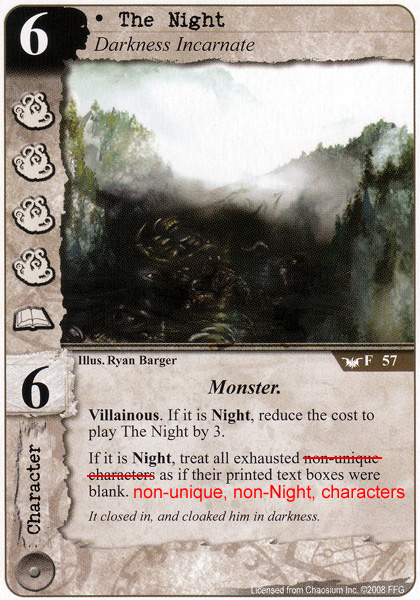 6
• The Night
Darkness Incarnate
Illus. Ryan Barger
F 57
6
Character
Monster.
Villainous. If it is Night, reduce the cost to
play The Night by 3.
If it is Night, treat all exhausted non-unique
characters as if their printed text boxes were
blank. non-unique, non-Night, characters
It closed in, and cloaked him in darkness.
Licensed from Chaosium Inc. ©2008 FFG